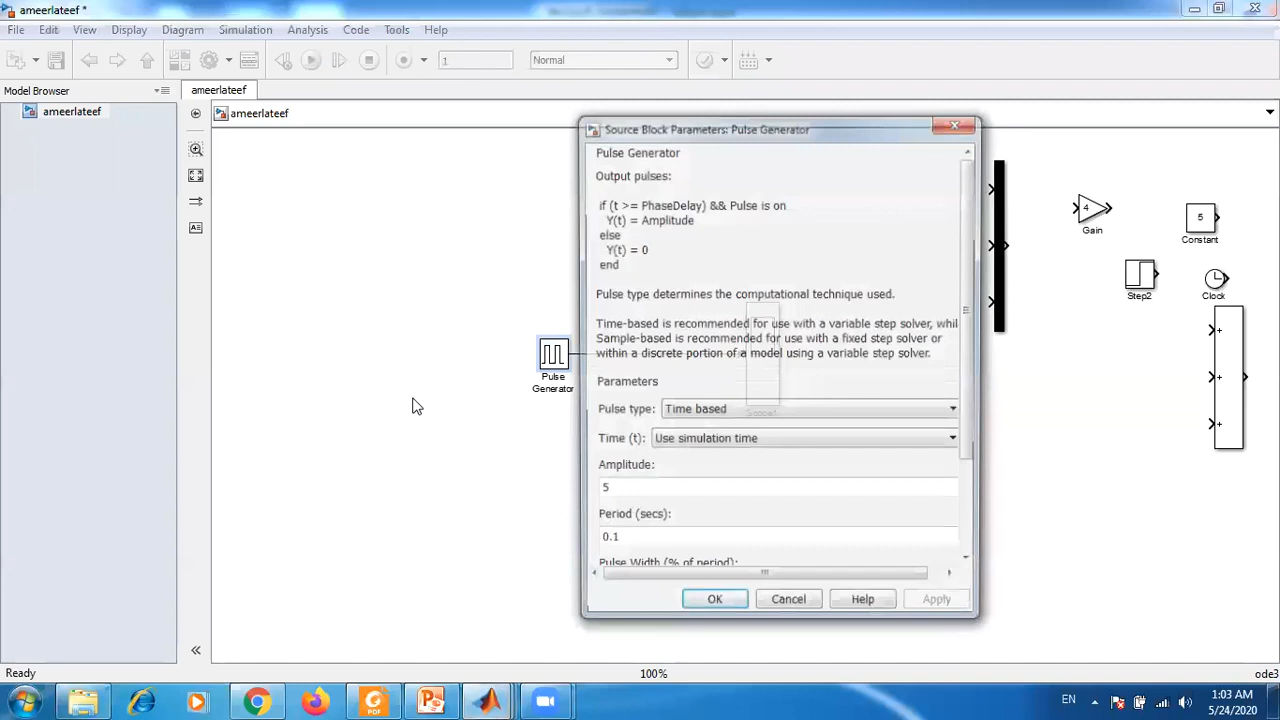 ameerlateef *
File Edit View Display Diagram Simulation Analysis Code Tools Help
1
Normal
Model Browser
ameerlateef
ameerlateef
ameerlateef
Source Block Parameters: Pulse Generator
Pulse Generator
Output pulses:
if (t >= PhaseDelay) && Pulse is on
Y(t) = Amplitude
else
Y(t) = 0
end
Pulse type determines the computational technique used.
Time-based is recommended for use with a variable step solver, whil
Sample-based is recommended for use with a fixed step solver or
within a discrete portion of a model using a variable step solver.
Parameters
Pulse type: Time based
Time (t): Use simulation time
Amplitude:
5
Period (secs):
0.1
Pulse Width (% of period):
OK Cancel Help Apply
Pulse
Generator
4
Gain
5
Constant
Step2
Clock
+
+
+
Ready
100%
ode3
PDF
EN
1:03 AM
5/24/2020